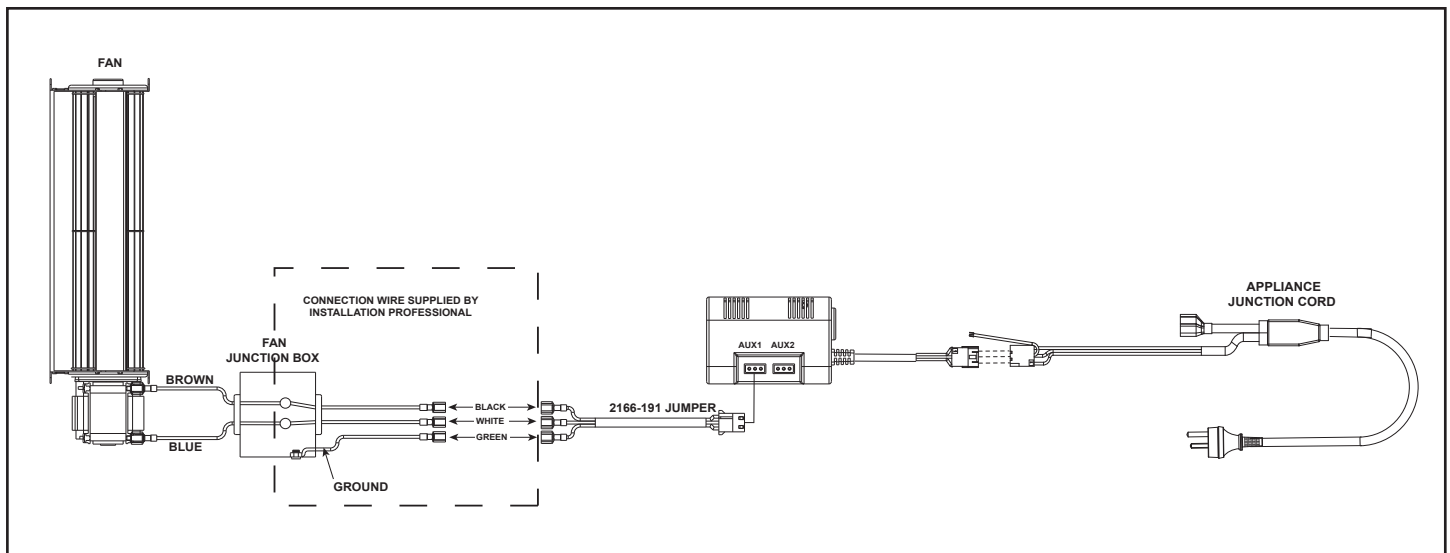 FAN
CONNECTION WIRE SUPPLIED BY
INSTALLATION PROFESSIONAL
FAN
JUNCTION BOX
BROWN
BLUE
GROUND
BLACK
WHITE
GREEN
2166-191 JUMPER
AUX1 AUX2
APPLIANCE
JUNCTION CORD